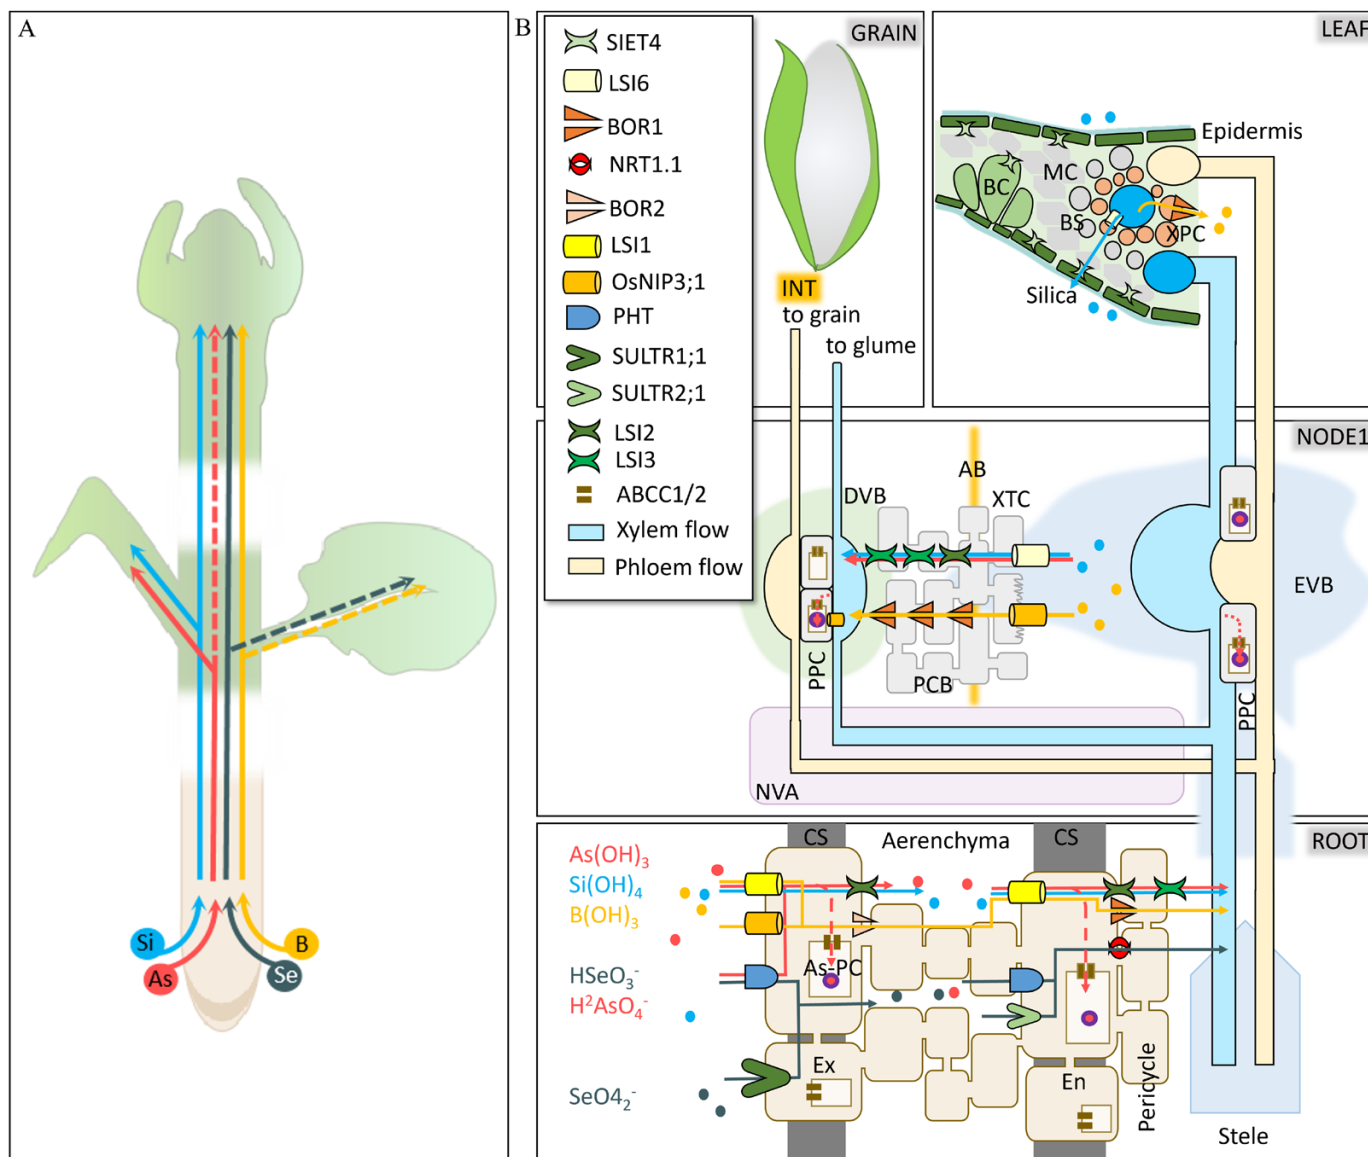 A
Si
As
B
Se
B
SIET4
LSI6
BOR1
NRT1.1
BOR2
LSI1
OsNIP3;1
PHT
SULTR1;1
SULTR2;1
LSI2
LSI3
ABCC1/2
Xylem flow
Phloem flow
GRAIN
INT
to grain
to glume
LEAF
Epidermis
MC
BC
BS
XPC
Silica
NODE1
AB
DVB
XTC
EVB
PPC
PCB
PPC
NVA
ROOT
CS
Aerenchyma
CS
As(OH)₃
Si(OH)₄
B(OH)₃
HSeO₃⁻
H²AsO₄⁻
SeO4₂⁻
As-PC
Ex
En
Pericycle
Stele